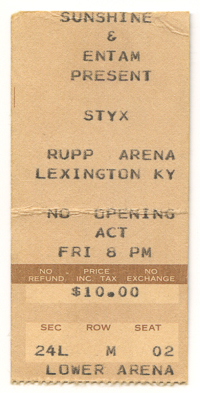 SUNSHINE
&
ENTAM
PRESENT
STYX
RUPP ARENA
LEXINGTON KY
NO OPENING
ACT
FRI 8 PM
NO REFUND PRICE INC. TAX NO EXCHANGE
$10.00
SEC ROW SEAT
24L M 02
LOWER ARENA